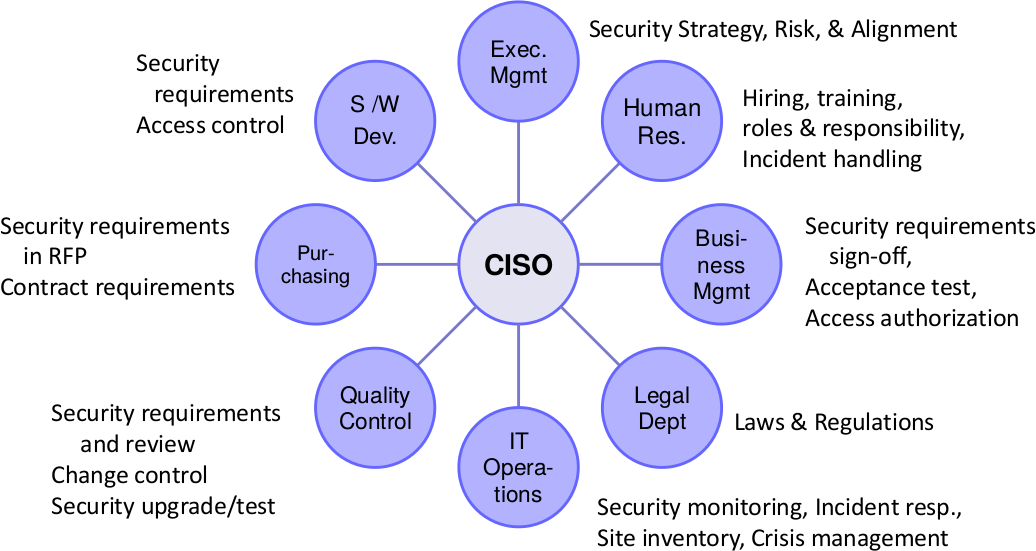 Security Strategy, Risk, & Alignment
Exec.
Mgmt
Security
requirements
Access control
S /W
Dev.
Human
Res.
Hiring, training,
roles & responsibility,
Incident handling
Security requirements
in RFP
Contract requirements
Pur-
chasing
CISO
Busi-
ness
Mgmt
Security requirements
sign-off,
Acceptance test,
Access authorization
Security requirements
and review
Change control
Security upgrade/test
Quality
Control
IT
Opera-
tions
Legal
Dept
Laws & Regulations
Security monitoring, Incident resp.,
Site inventory, Crisis management